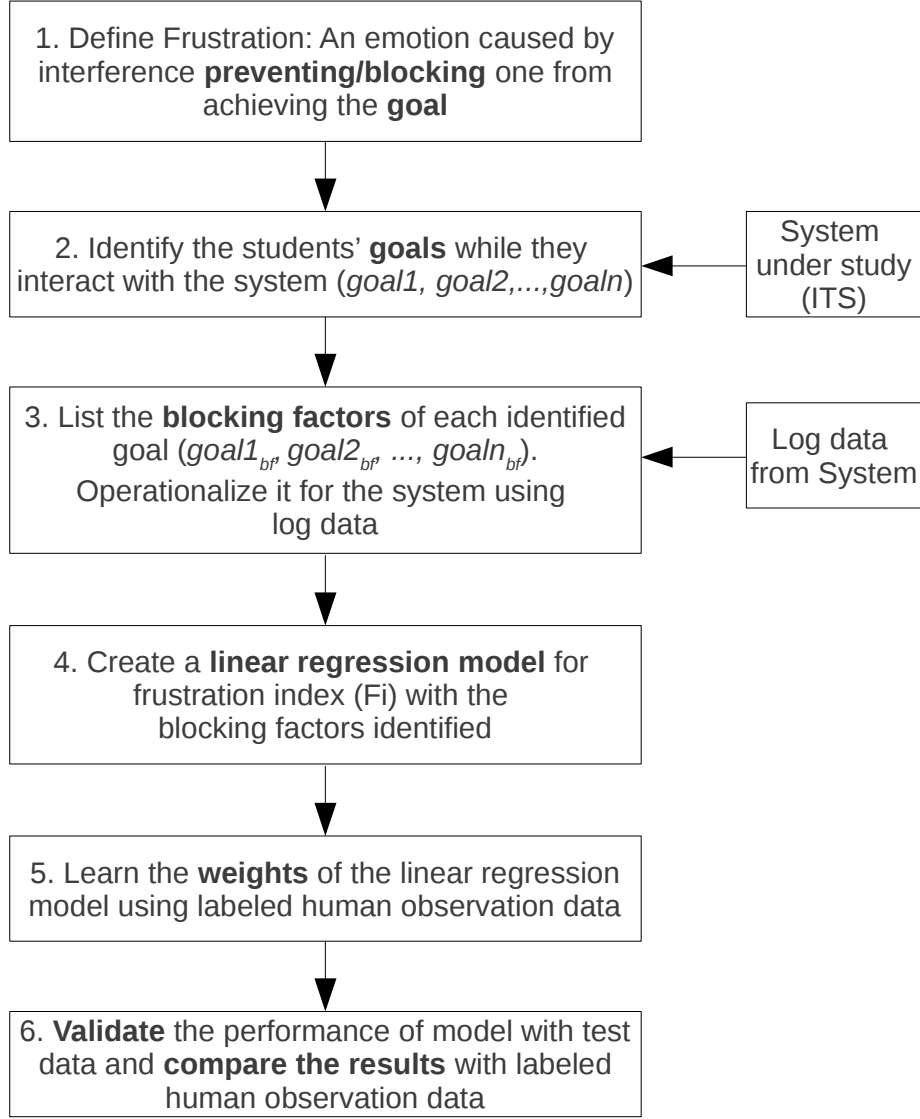 1. Define Frustration: An emotion caused by
interference preventing/blocking one from
achieving the goal
2. Identify the students’ goals while they
interact with the system (goal1, goal2,...,goaln)
System
under study
(ITS)
3. List the blocking factors of each identified
goal (goal1bf, goal2bf, ..., goalnbf).
Operationalize it for the system using
log data
Log data
from System
4. Create a linear regression model for
frustration index (Fi) with the
blocking factors identified
5. Learn the weights of the linear regression
model using labeled human observation data
6. Validate the performance of model with test
data and compare the results with labeled
human observation data